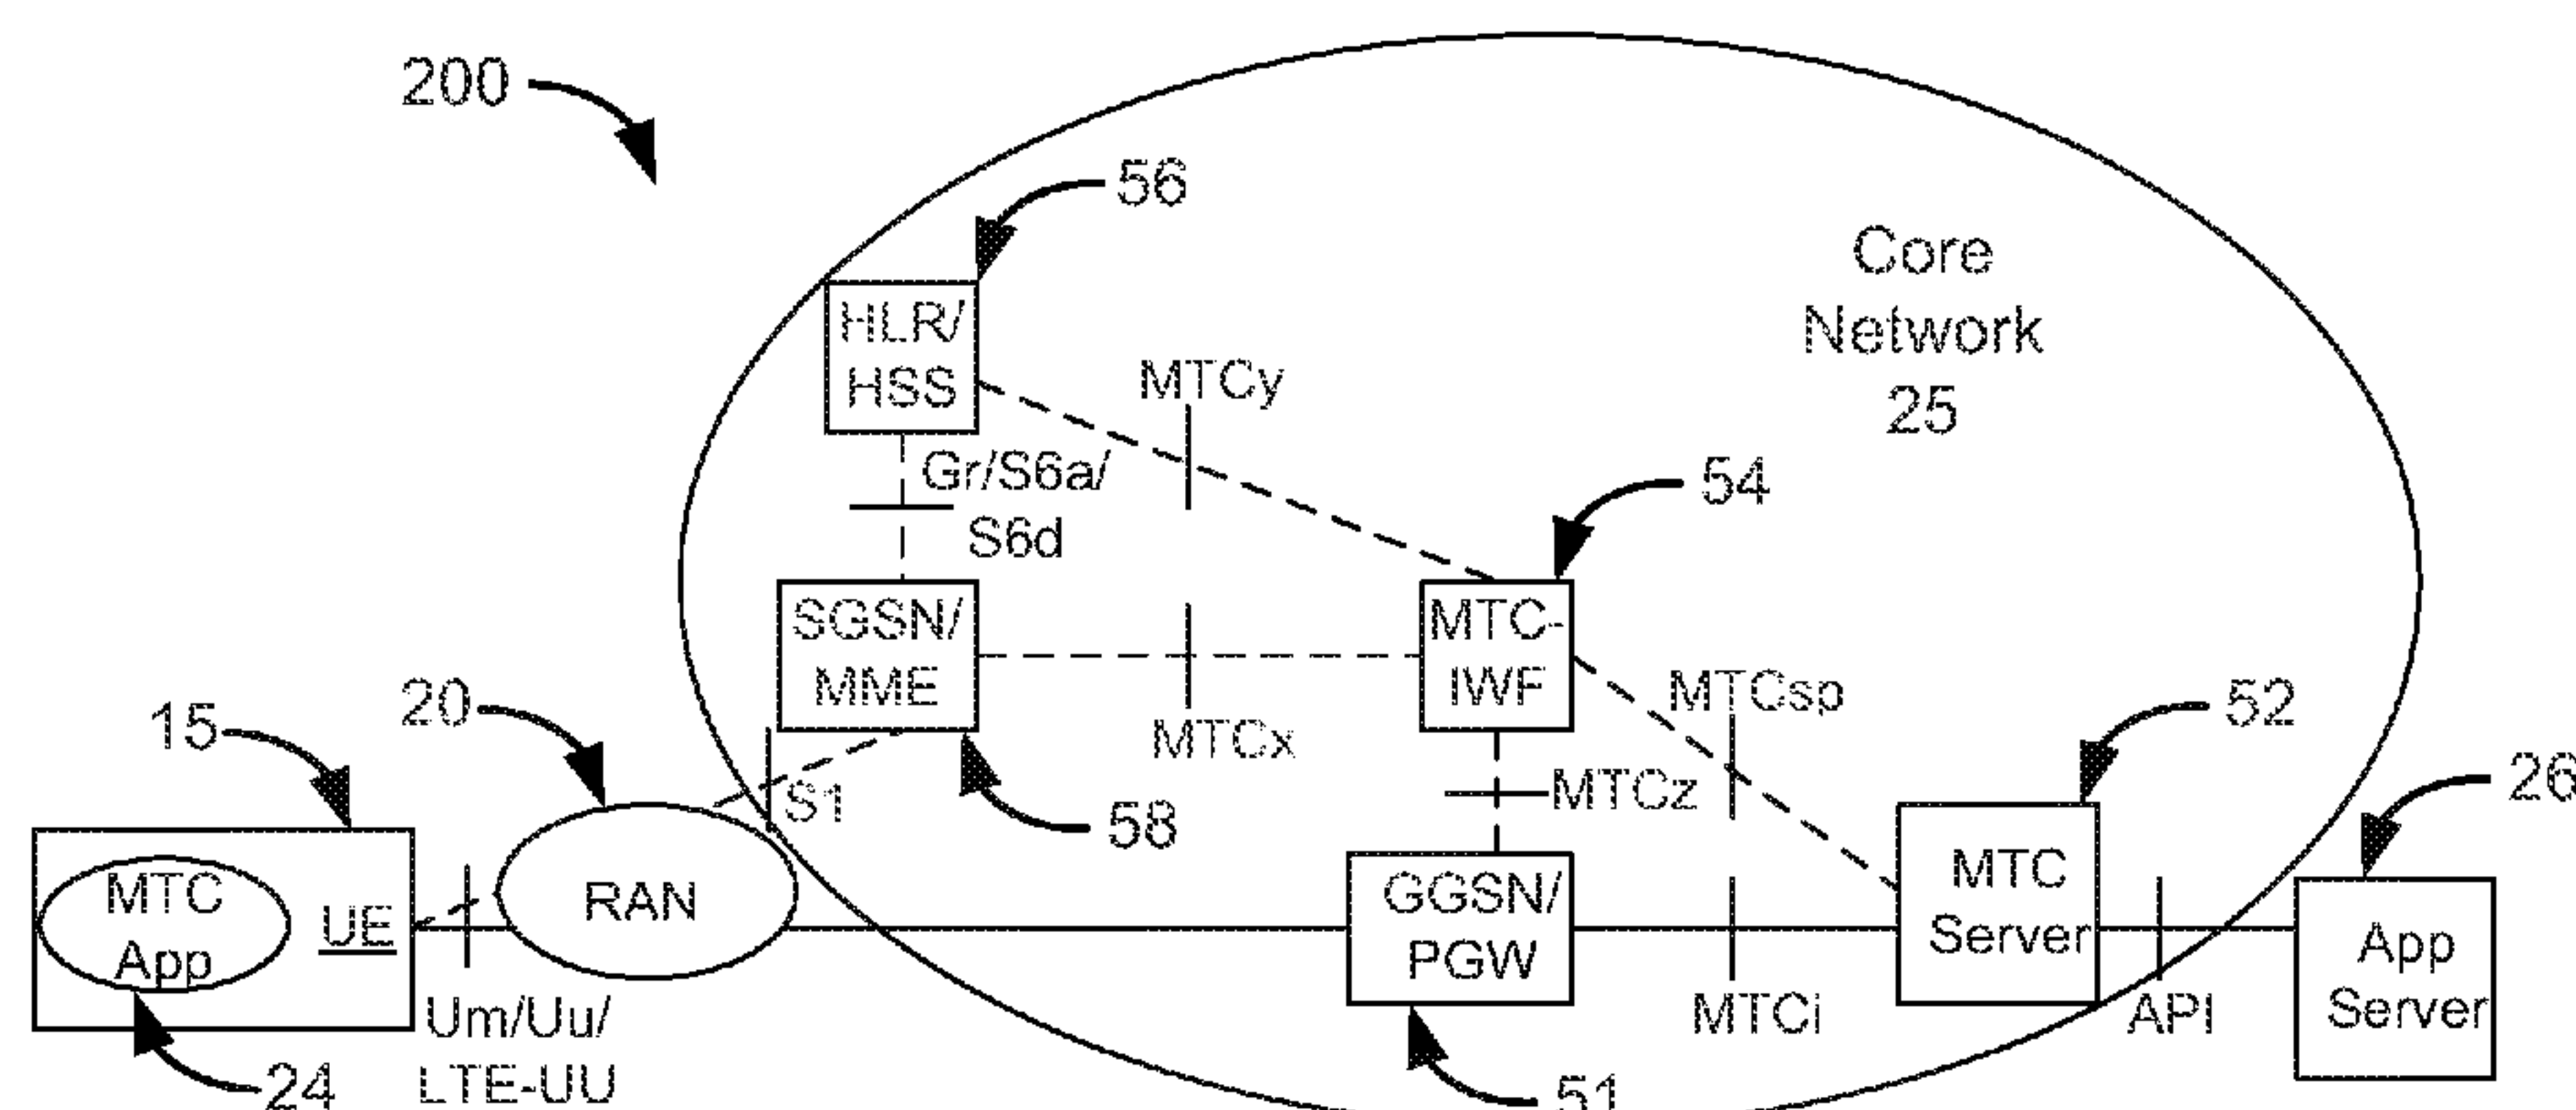 200
56
Core
Network
25
HLR/
HSS
MTCy
Gr/S6a/
S6d
54
SGSN/
MME
MTC-
IWF
MTCx
MTCsp
52
20
15
S1
58
MTCz
26
MTC
App
UE
RAN
GGSN/
PGW
MTC
Server
App
Server
Um/Uu/
LTE-UU
MTCi
API
24
51